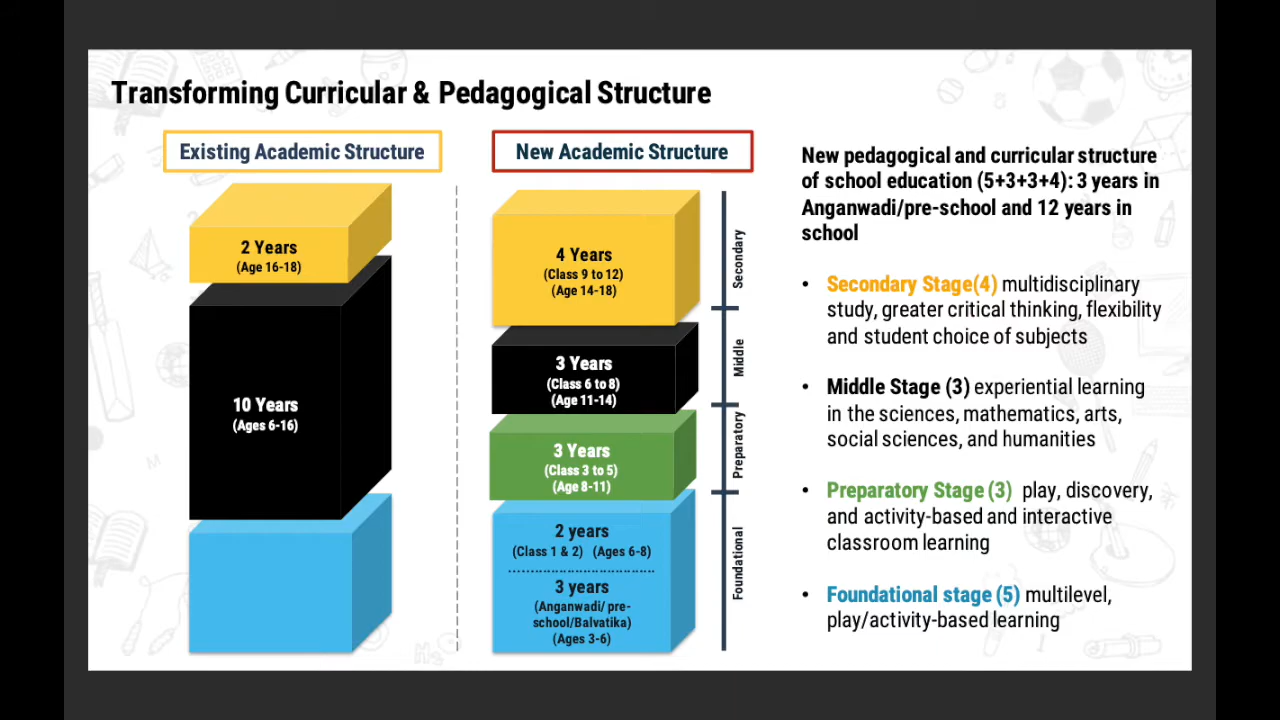 Transforming Curricular & Pedagogical Structure
Existing Academic Structure
2 Years
(Age 16-18)
10 Years
(Ages 6-16)
New Academic Structure
4 Years
(Class 9 to 12)
(Age 14-18)
Secondary
3 Years
(Class 6 to 8)
(Age 11-14)
Middle
3 Years
(Class 3 to 5)
(Age 8-11)
Preparatory
2 years
(Class 1 & 2) (Ages 6-8)
3 years
(Anganwadi/ pre-
school/Balvatika)
(Ages 3-6)
Foundational
New pedagogical and curricular structure
of school education (5+3+3+4): 3 years in
Anganwadi/pre-school and 12 years in
school
• Secondary Stage(4) multidisciplinary
study, greater critical thinking, flexibility
and student choice of subjects
• Middle Stage (3) experiential learning
in the sciences, mathematics, arts,
social sciences, and humanities
• Preparatory Stage (3) play, discovery,
and activity-based and interactive
classroom learning
• Foundational stage (5) multilevel,
play/activity-based learning